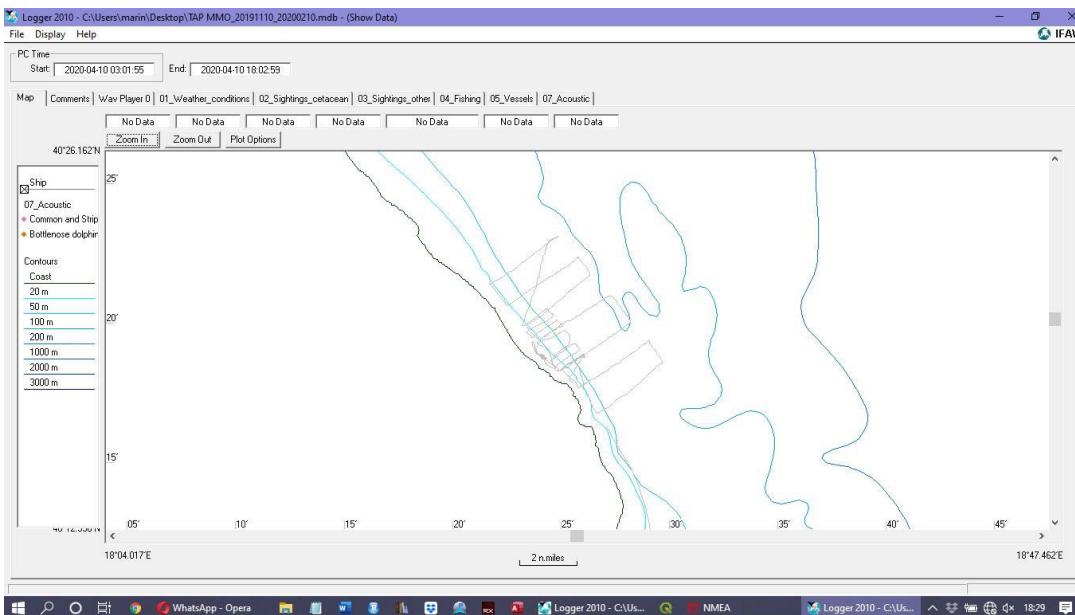 Logger 2010 - C:\Users\marin\Desktop\TAP MMO_20191110_20200210.mdb - (Show Data)
File Display Help
IFAW
PC Time
Start: 2020-04-10 03:01:55 End: 2020-04-10 18:02:59
Map Comments Wav Player 0 01_Weather_conditions 02_Sightings_cetacean 03_Sightings_other 04_Fishing 05_Vessels 07_Acoustic
No Data No Data No Data No Data No Data No Data No Data
Zoom In Zoom Out Plot Options
40°26.162'N
Ship
07_Acoustic
Common and Strip
Bottlenose dolphin
Contours
Coast
20 m
50 m
100 m
200 m
1000 m
2000 m
3000 m
25'
20'
15'
05' 10' 15' 20' 25' 30' 35' 40' 45'
18°04.017'E 2 n.miles 18°47.462'E
WhatsApp - Opera Logger 2010 - C:\Us... NMEA Logger 2010 - C:\Us... 18:29